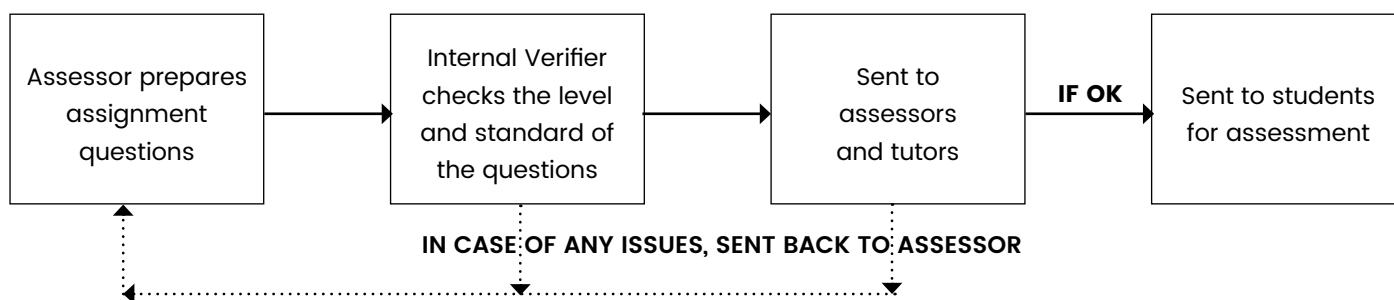 Assessor prepares
assignment
questions
Internal Verifier
checks the level
and standard of
the questions
Sent to
assessors
and tutors
IF OK
Sent to students
for assessment
IN CASE OF ANY ISSUES, SENT BACK TO ASSESSOR